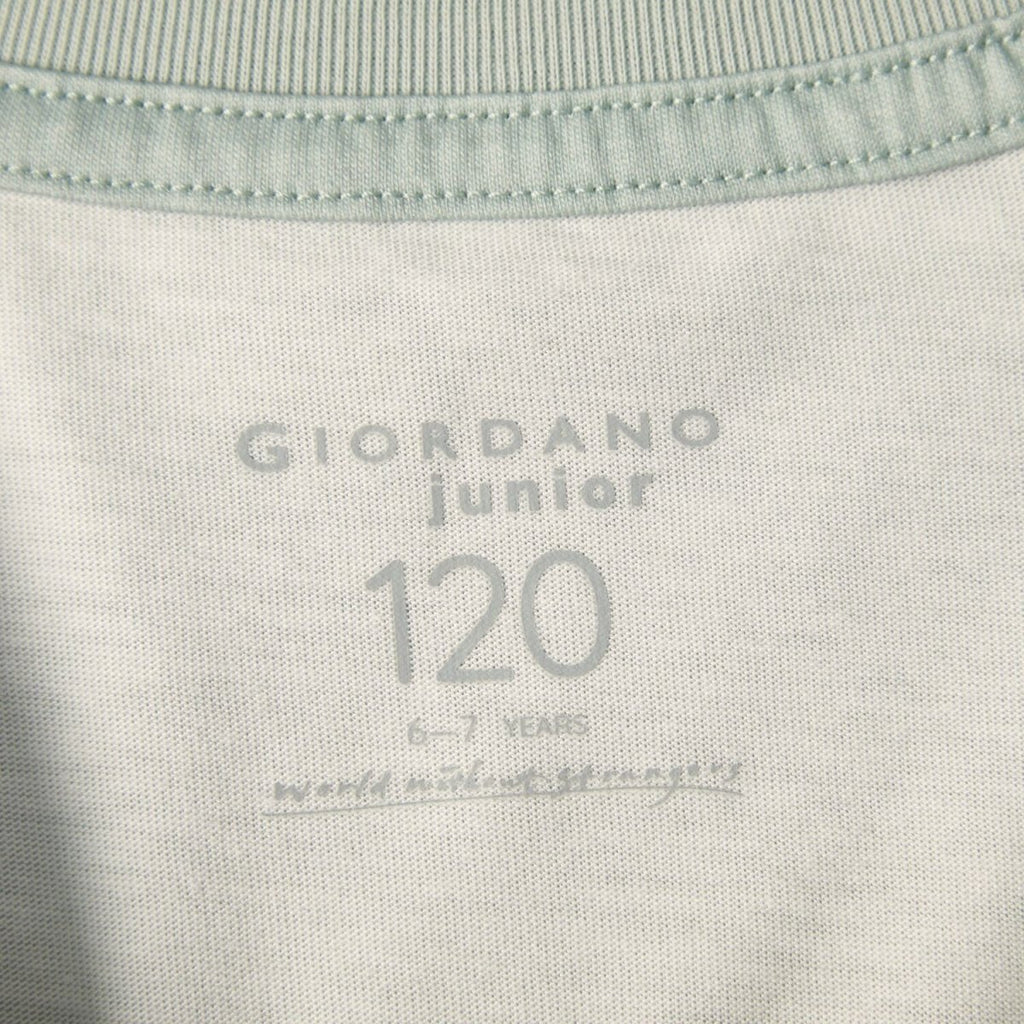 GIORDANO
junior
120
6—7 YEARS
World without strangers